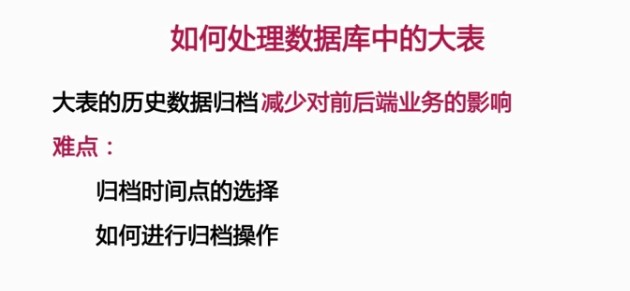 如何处理数据库中的大表
大表的历史数据归档减少对前后端业务的影响
难点：
归档时间点的选择
如何进行归档操作